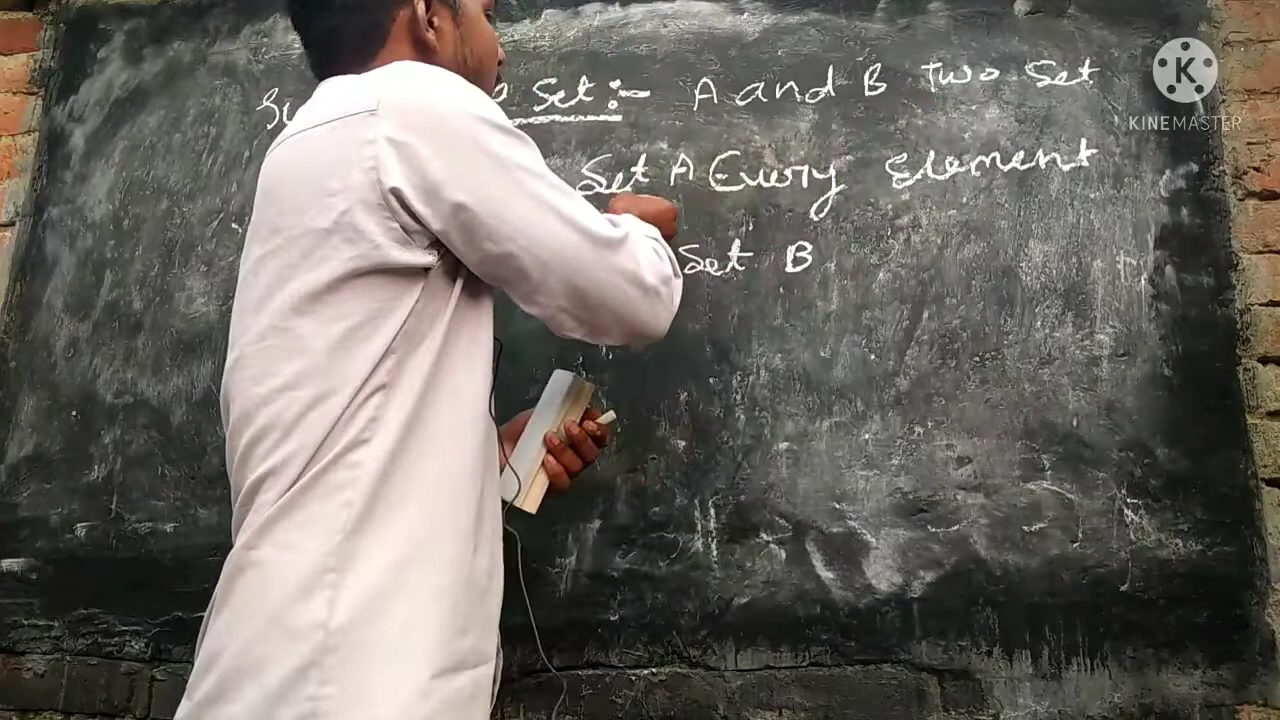 Set:- A and B Two Set
Set A Every Element
Set B
KINEMASTER